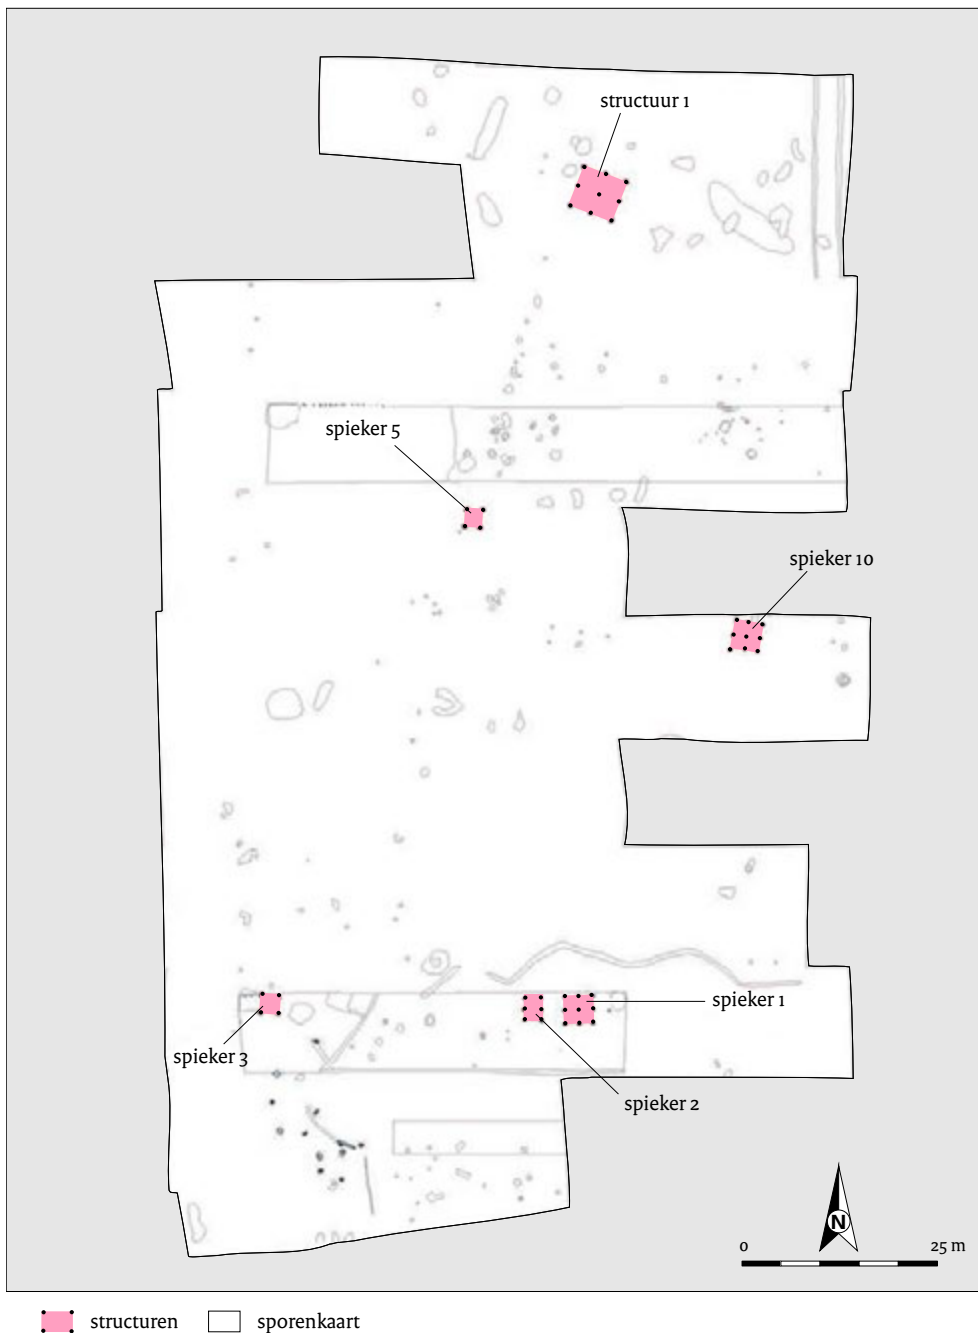 structuur 1
spieker 5
spieker 10
spieker 1
spieker 3
spieker 2
N
0 25 m
structuren sporenkaart